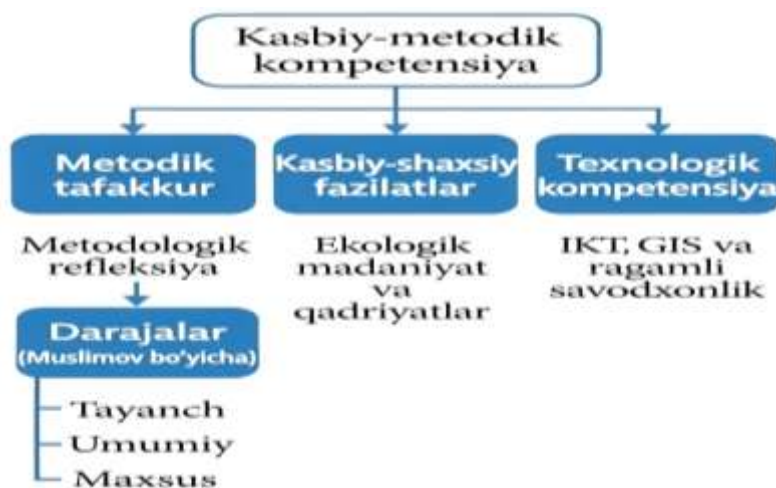 Kasbiy-metodik
kompetensiya
Metodik
tafakkur
Kasbiy-shaxsiy
fazilatlar
Texnologik
kompetensiya
Metodologik
refleksiya
Ekologik
madaniyat
va
qadriyatlar
IKT, GIS va
ragamli
savodxonlik
Darajalar
(Muslimov bo'yicha)
Tayanch
Umumiy
Maxsus